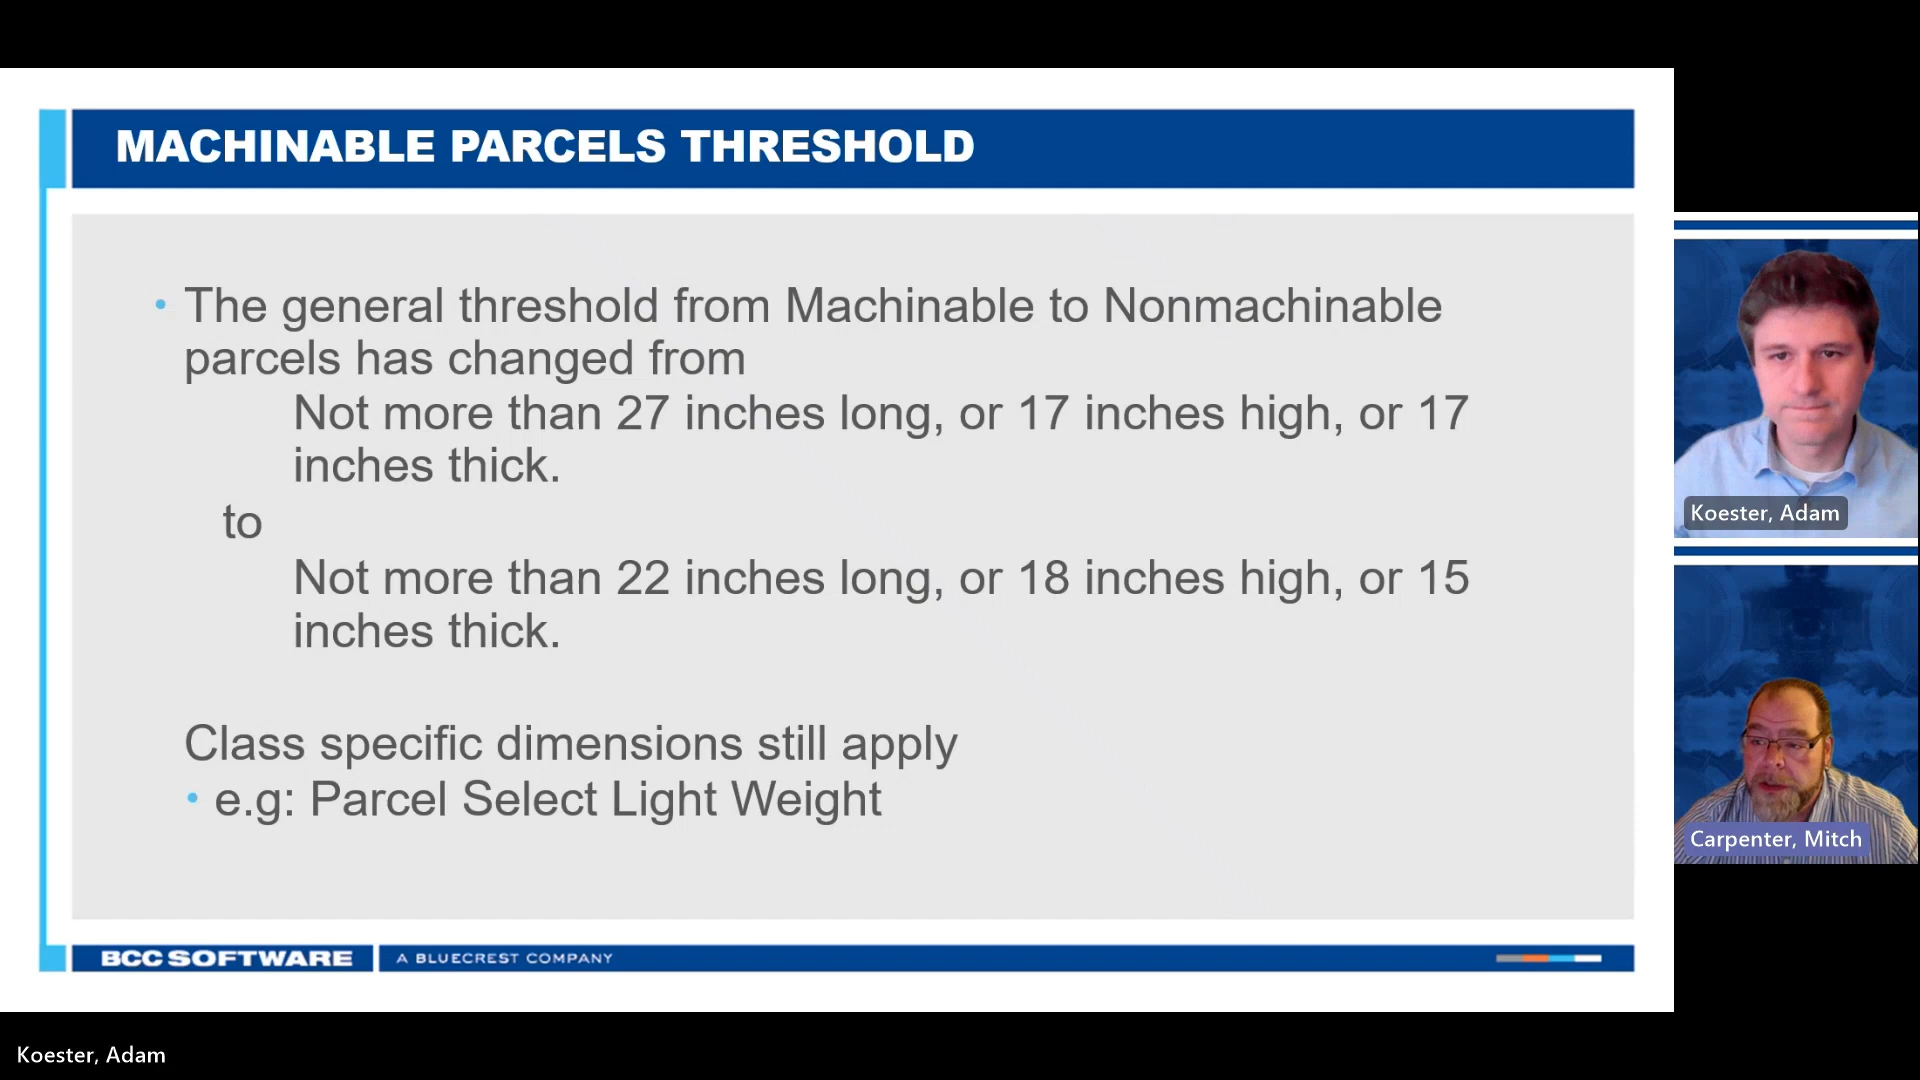 MACHINABLE PARCELS THRESHOLD
• The general threshold from Machinable to Nonmachinable
parcels has changed from
Not more than 27 inches long, or 17 inches high, or 17
inches thick.
to
Not more than 22 inches long, or 18 inches high, or 15
inches thick.
Class specific dimensions still apply
• e.g: Parcel Select Light Weight
BCC SOFTWARE
A BLUECREST COMPANY
Koester, Adam
Carpenter, Mitch
Koester, Adam